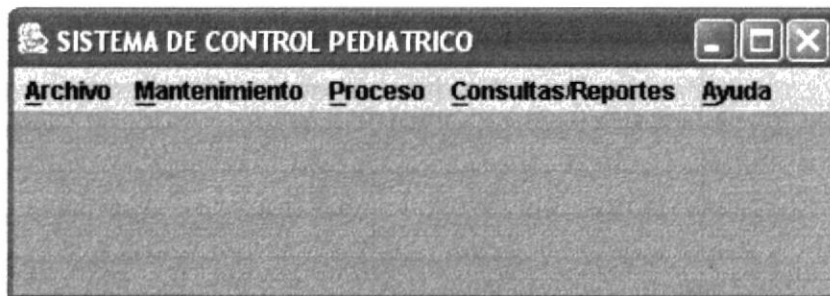 SISTEMA DE CONTROL PEDIATRICO
Archivo Mantenimiento Proceso Consultas/Reportes Ayuda